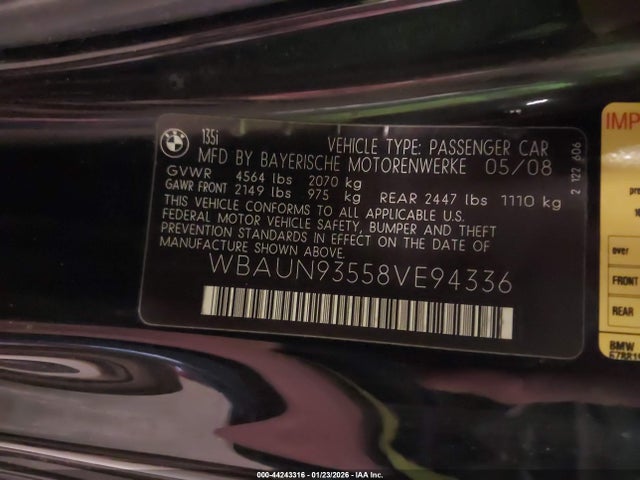 BMW
135i
VEHICLE TYPE: PASSENGER CAR
MFD BY BAYERISCHE MOTORENWERKE 05/08
GVWR 4564 lbs 2070 kg
GAWR FRONT 2149 lbs 975 kg REAR 2447 lbs 1110 kg
THIS VEHICLE CONFORMS TO ALL APPLICABLE U.S.
FEDERAL MOTOR VEHICLE SAFETY, BUMPER AND THEFT
PREVENTION STANDARDS IN EFFECT ON THE DATE OF
MANUFACTURE SHOWN ABOVE.
WBAUN93558VE94336
2 122 606
IMP
over
FRONT
REAR
BMW
000-44243316 - 01/23/2026 - IAA Inc.